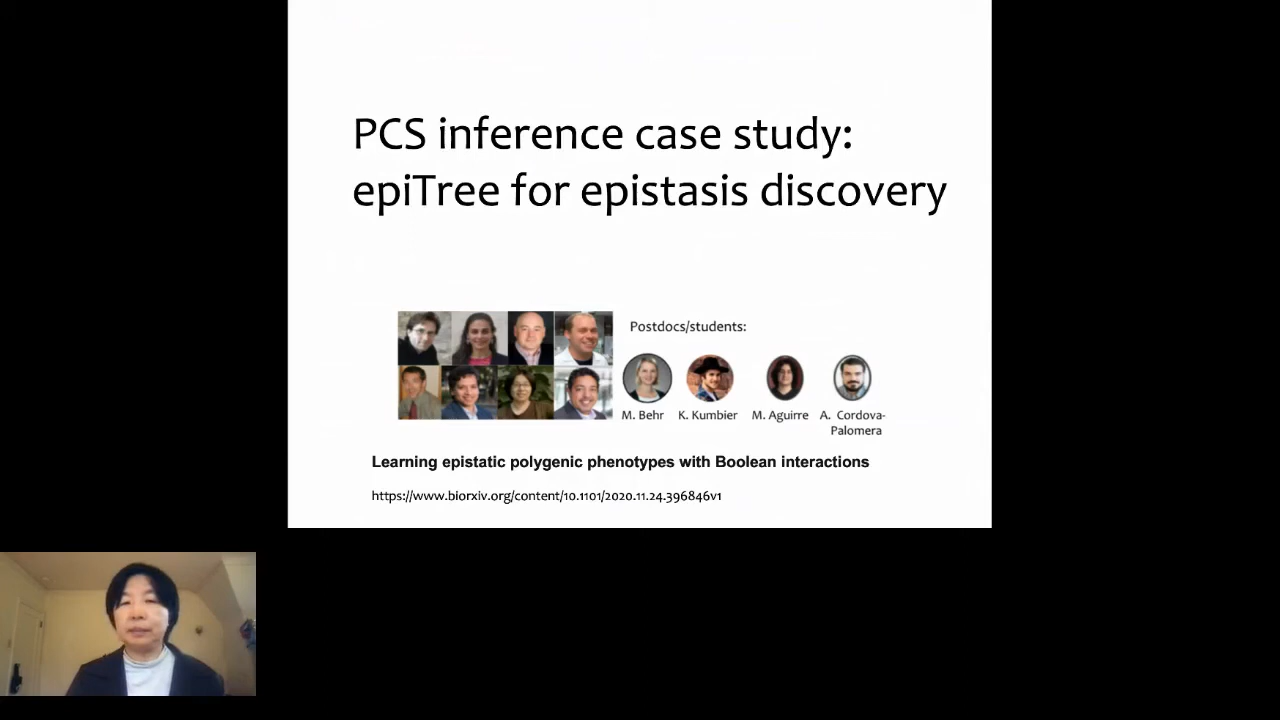 PCS inference case study:
epiTree for epistasis discovery
Postdocs/students:
M. Behr K. Kumbier M. Aguirre A. Cordova-
Palomera
Learning epistatic polygenic phenotypes with Boolean interactions
https://www.biorxiv.org/content/10.1101/2020.11.24.396846v1